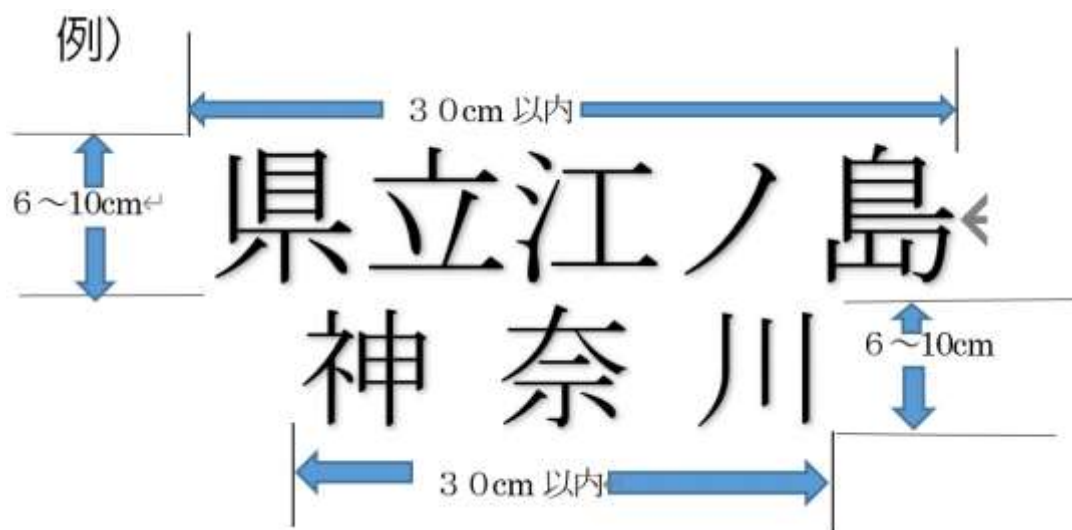 例）
３０cm 以内
6～10cm↵
県立江ノ島
神奈川
6～10cm
３０cm 以内